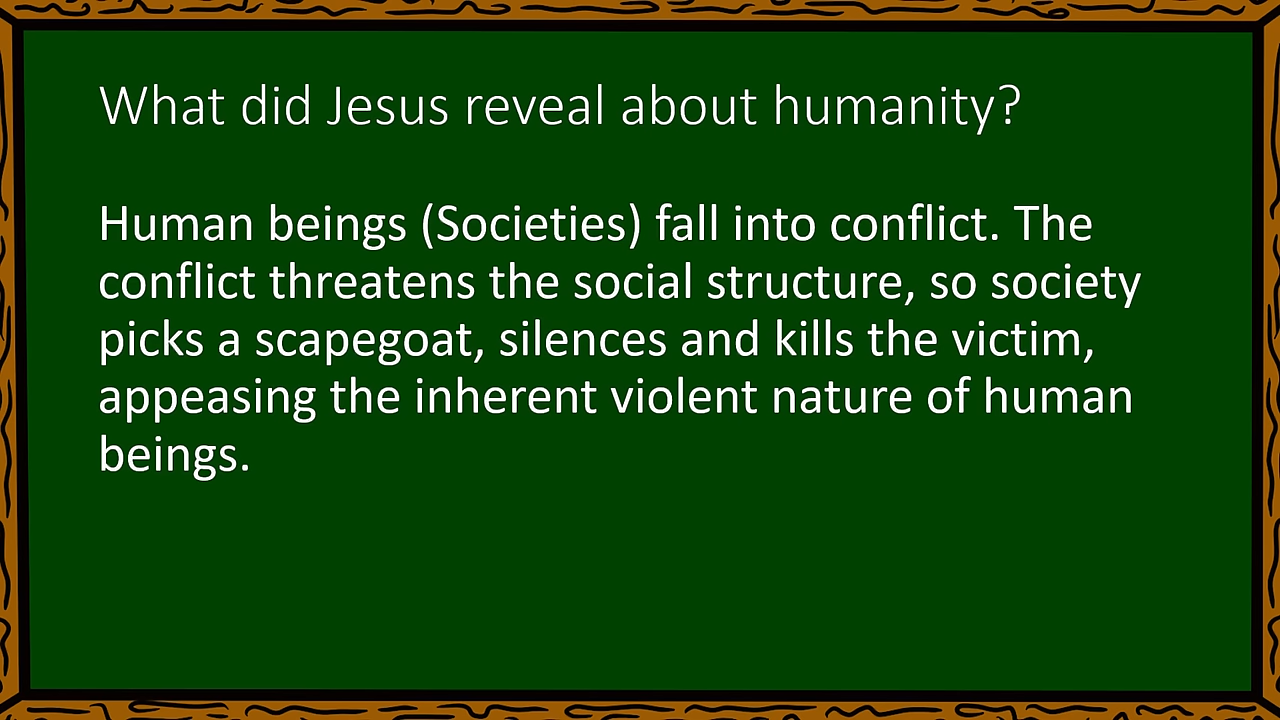 What did Jesus reveal about humanity?
Human beings (Societies) fall into conflict. The
conflict threatens the social structure, so society
picks a scapegoat, silences and kills the victim,
appeasing the inherent violent nature of human
beings.